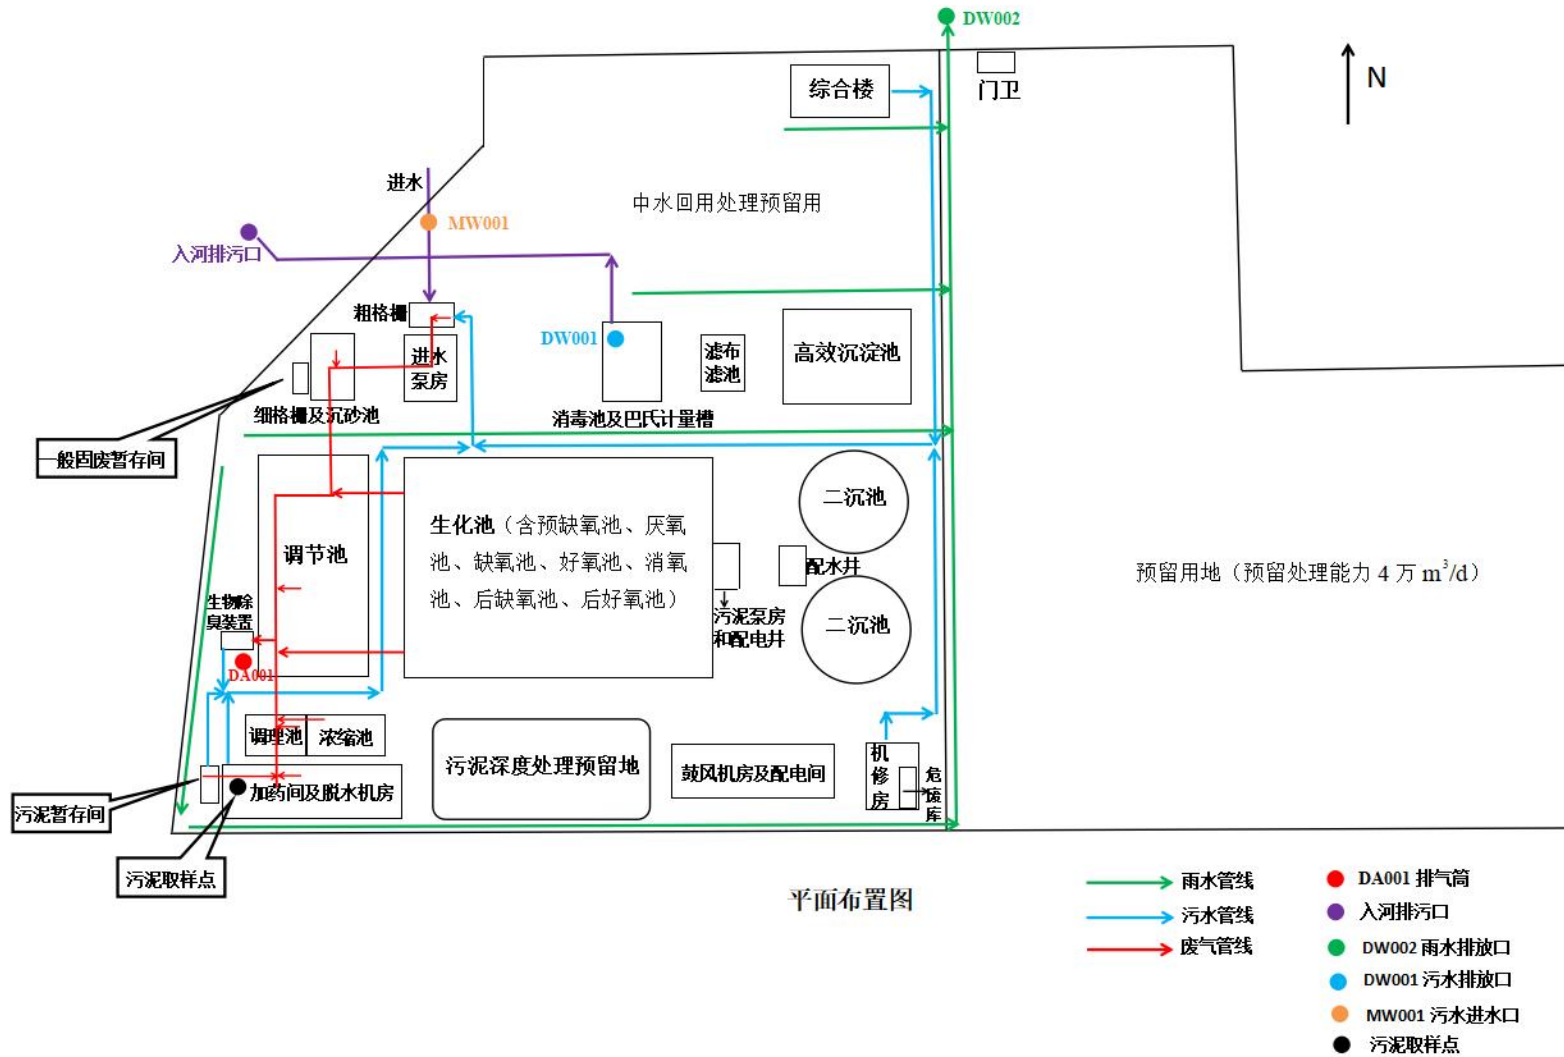 DW002
综合楼
门卫
N
进水
MW001
中水回用处理预留用
入河排污口
粗格栅
进水
泵房
DW001
滤布
滤池
高效沉淀池
细格栅及沉砂池
消毒池及巴氏计量槽
一般固废暂存间
二沉池
生化池（含预缺氧池、厌氧
池、缺氧池、好氧池、消氧
池、后缺氧池、后好氧池）
调节池
配水井
预留用地（预留处理能力 4 万 m³/d）
生物除
臭装置
污泥泵房
和配电井
二沉池
DA001
调理池
浓缩池
污泥深度处理预留地
鼓风机房及配电间
机
修
房
危
废
库
加药间及脱水机房
污泥暂存间
污泥取样点
平面布置图
雨水管线
污水管线
废气管线
DA001 排气筒
入河排污口
DW002 雨水排放口
DW001 污水排放口
MW001 污水进水口
污泥取样点